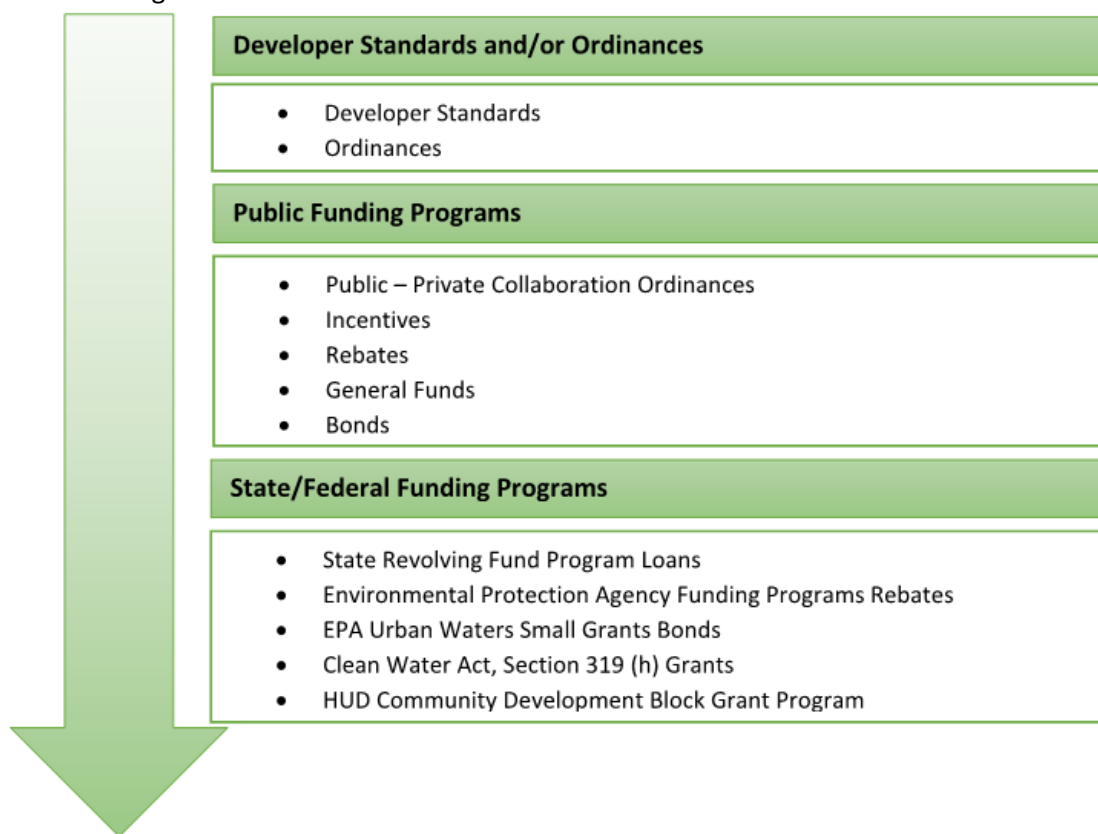 Developer Standards and/or Ordinances
• Developer Standards
• Ordinances
Public Funding Programs
• Public – Private Collaboration Ordinances
• Incentives
• Rebates
• General Funds
• Bonds
State/Federal Funding Programs
• State Revolving Fund Program Loans
• Environmental Protection Agency Funding Programs Rebates
• EPA Urban Waters Small Grants Bonds
• Clean Water Act, Section 319 (h) Grants
• HUD Community Development Block Grant Program